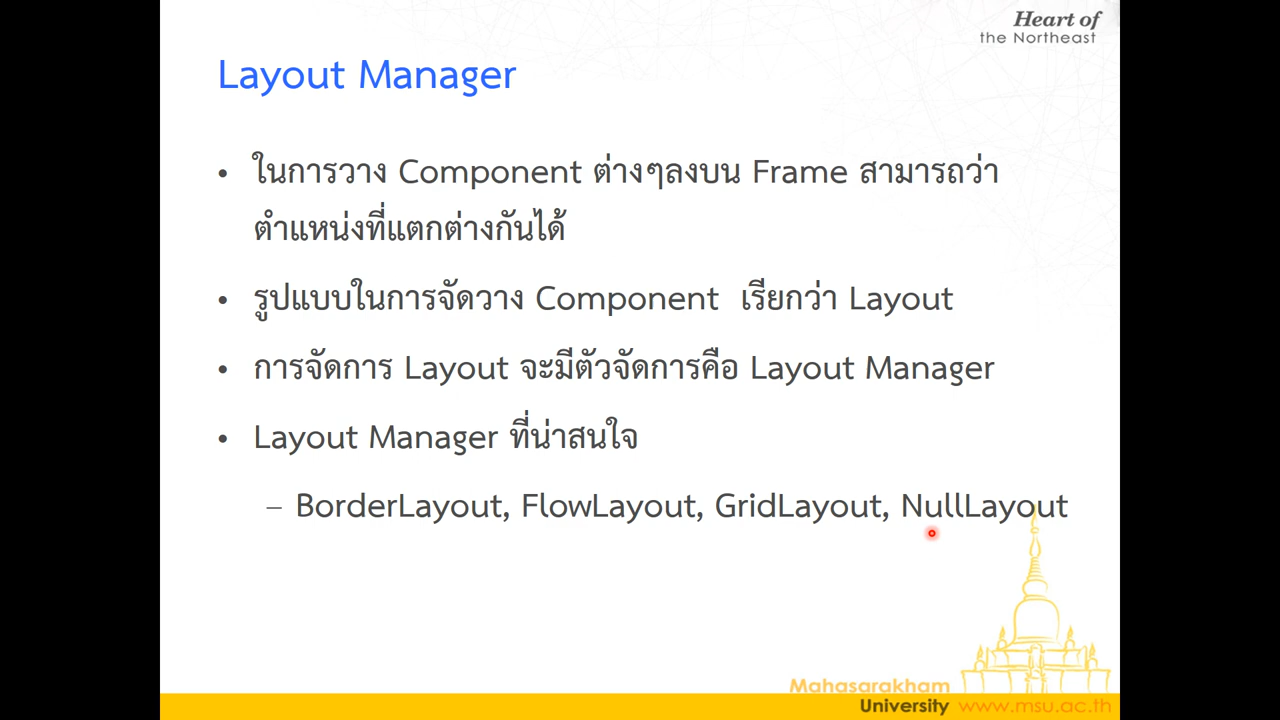 Heart of
the Northeast
Layout Manager
• ในการวาง Component ต่างๆลงบน Frame สามารถว่า
ตำแหน่งที่แตกต่างกันได้
• รูปแบบในการจัดวาง Component เรียกว่า Layout
• การจัดการ Layout จะมีตัวจัดการคือ Layout Manager
• Layout Manager ที่น่าสนใจ
– BorderLayout, FlowLayout, GridLayout, NullLayout
Mahasarakham
University www.msu.ac.th